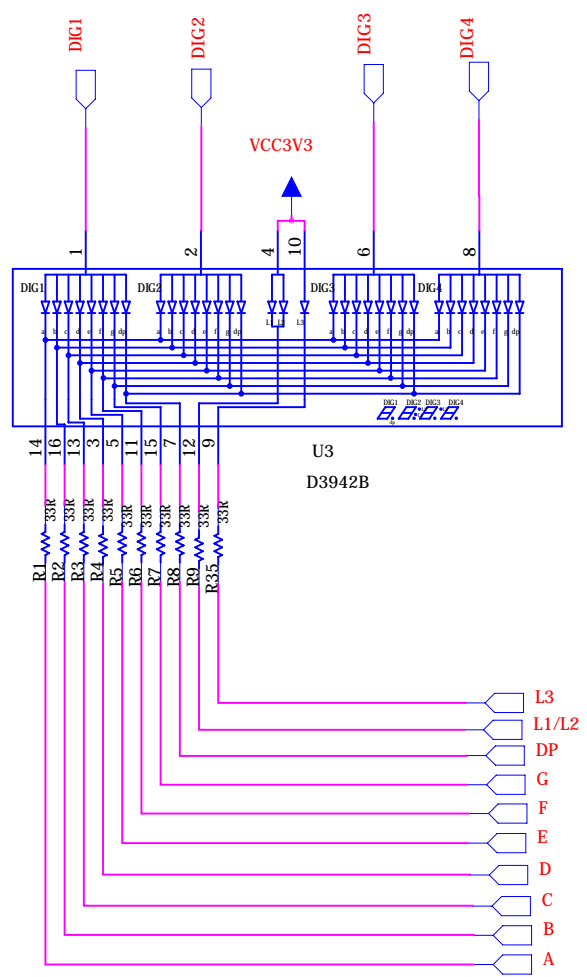 DIG1 DIG2 DIG3 DIG4
VCC3V3
1 2 4 10 6 8
DIG1 DIG2 DIG3 DIG4
L1 L2 L3
a b c d e f g dp a b c d e f g dp a b c d e f g dp a b c d e f g dp
DIG1 DIG2 DIG3 DIG4
dp
14 16 13 3 5 11 15 7 12 9
U3
D3942B
33R 33R 33R 33R 33R 33R 33R 33R 33R 33R
R1 R2 R3 R4 R5 R6 R7 R8 R9 R35
L3
L1/L2
DP
G
F
E
D
C
B
A